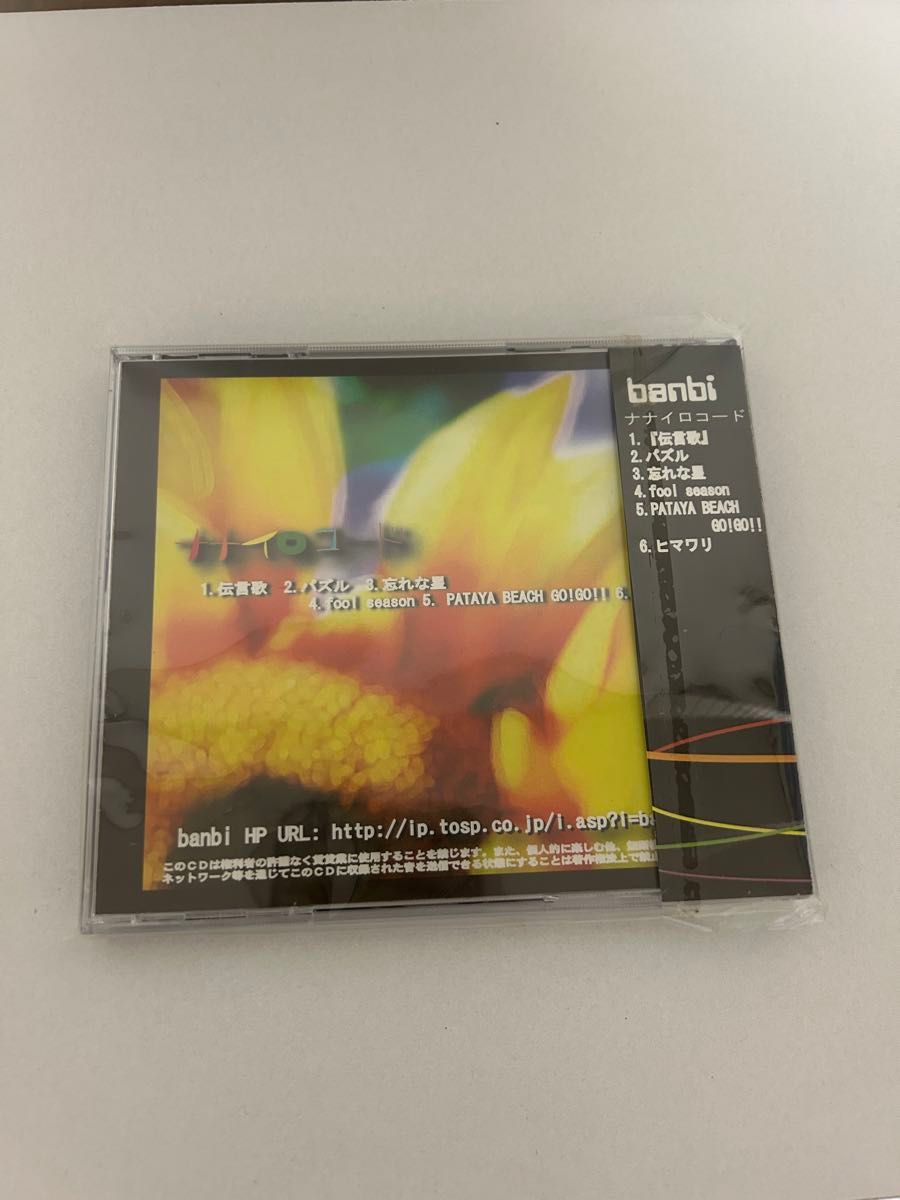 ナナイロコード
1.伝言歌 2.パズル 3.忘れな星
4.fool season 5. PATAYA BEACH GO!GO!! 6.
banbi HP URL: http://ip.tosp.co.jp/i.asp?i=b
このCDは権利者の許諾なく賃貸業に使用することを禁じます。また、個人的に楽しむ他、
ネットワーク等を通じてこのCDに収録された音を送信できる状態にすることは著作権法上で禁
banbi
ナナイロコード
1.『伝言歌』
2.パズル
3.忘れな星
4.fool season
5.PATAYA BEACH
GO!GO!!
6.ヒマワリ